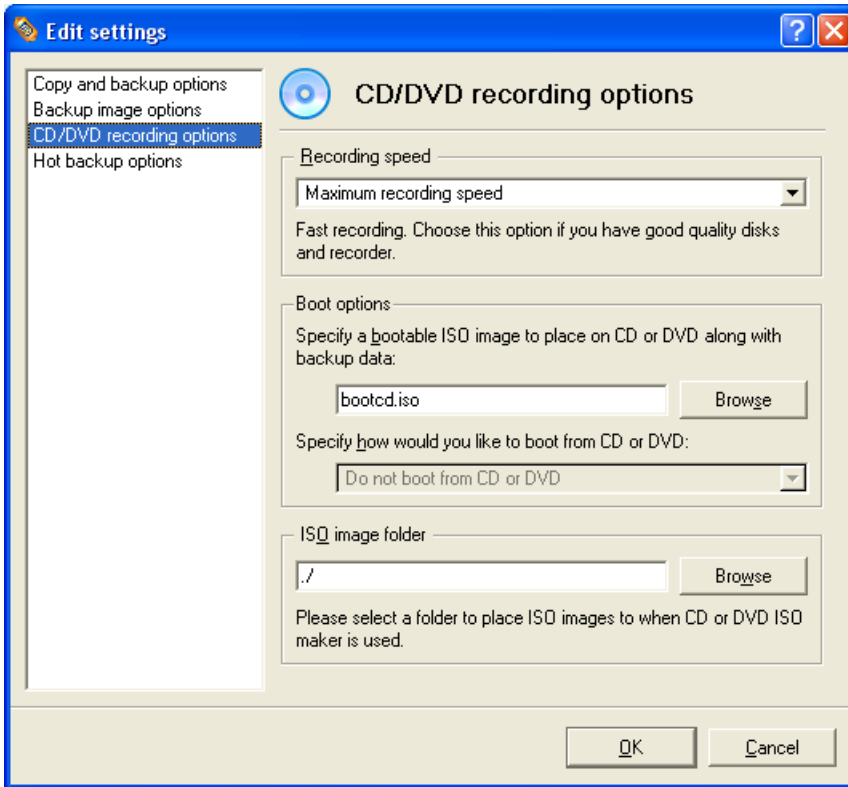 Edit settings
Copy and backup options
Backup image options
CD/DVD recording options
Hot backup options
CD/DVD recording options
Recording speed
Maximum recording speed
Fast recording. Choose this option if you have good quality disks
and recorder.
Boot options
Specify a bootable ISO image to place on CD or DVD along with
backup data:
bootcd.iso
Browse
Specify how would you like to boot from CD or DVD:
Do not boot from CD or DVD
ISO image folder
./
Browse
Please select a folder to place ISO images to when CD or DVD ISO
maker is used.
OK
Cancel